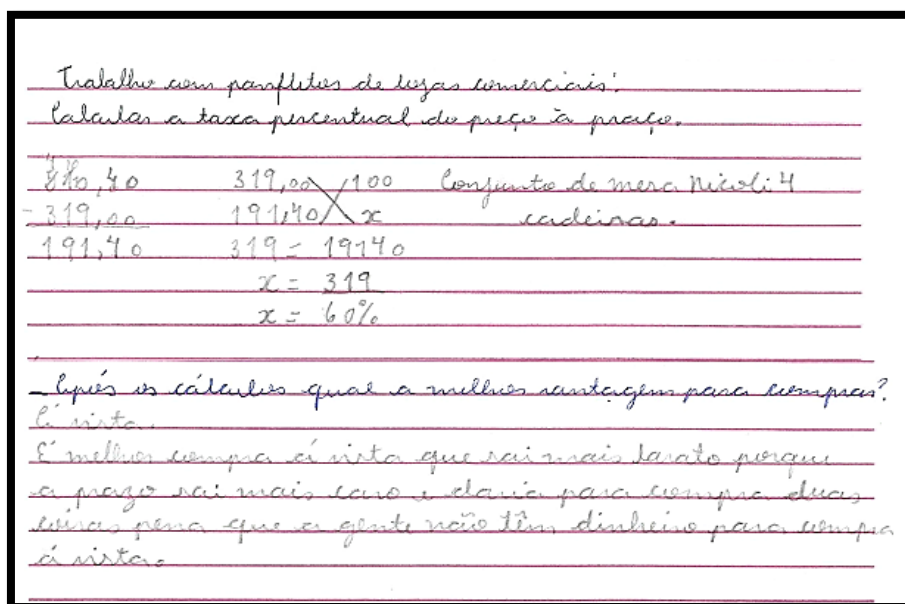 Trabalho com panfletos de lojas comerciais:
Calcular a taxa percentual do preço à praço.
510,40 319,00 100 Conjunto de mesa Nicoli 4
- 319,00 191,40 x cadeiras.
191,40 319 = 19140
x = 319
x = 60%
– Após os cálculos qual a melhor vantagem para comprar?
Á vista.
É melhor compra á vista que sai mais barato porque
a prazo sai mais caro e daria para compra duas
coisas pena que a gente não têm dinheiro para compra
á vista.